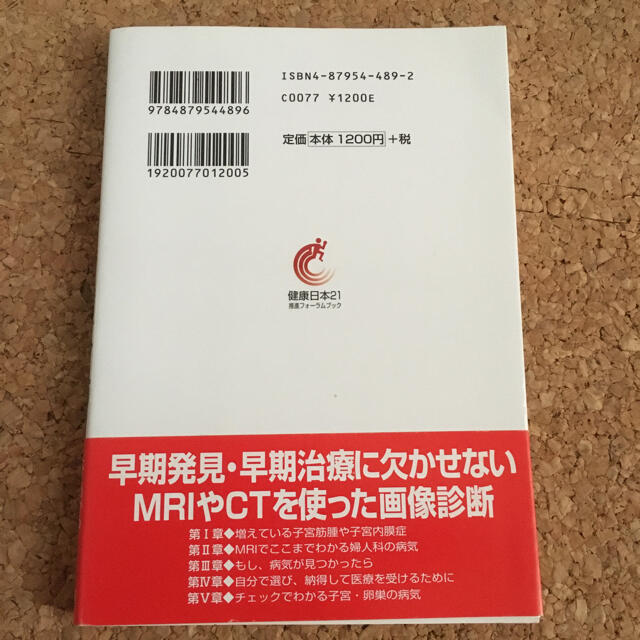 ISBN4-87954-489-2
9784879544896
C0077 ¥1200E
定価 本体 1200円 +税
1920077012005
健康日本21
推進フォーラムブック
早期発見・早期治療に欠かせない
MRIやCTを使った画像診断
第Ⅰ章◆増えている子宮筋腫や子宮内膜症
第Ⅱ章◆MRIでここまでわかる婦人科の病気
第Ⅲ章◆もし、病気が見つかったら
第Ⅳ章◆自分で選び、納得して医療を受けるために
第Ⅴ章◆チェックでわかる子宮・卵巣の病気